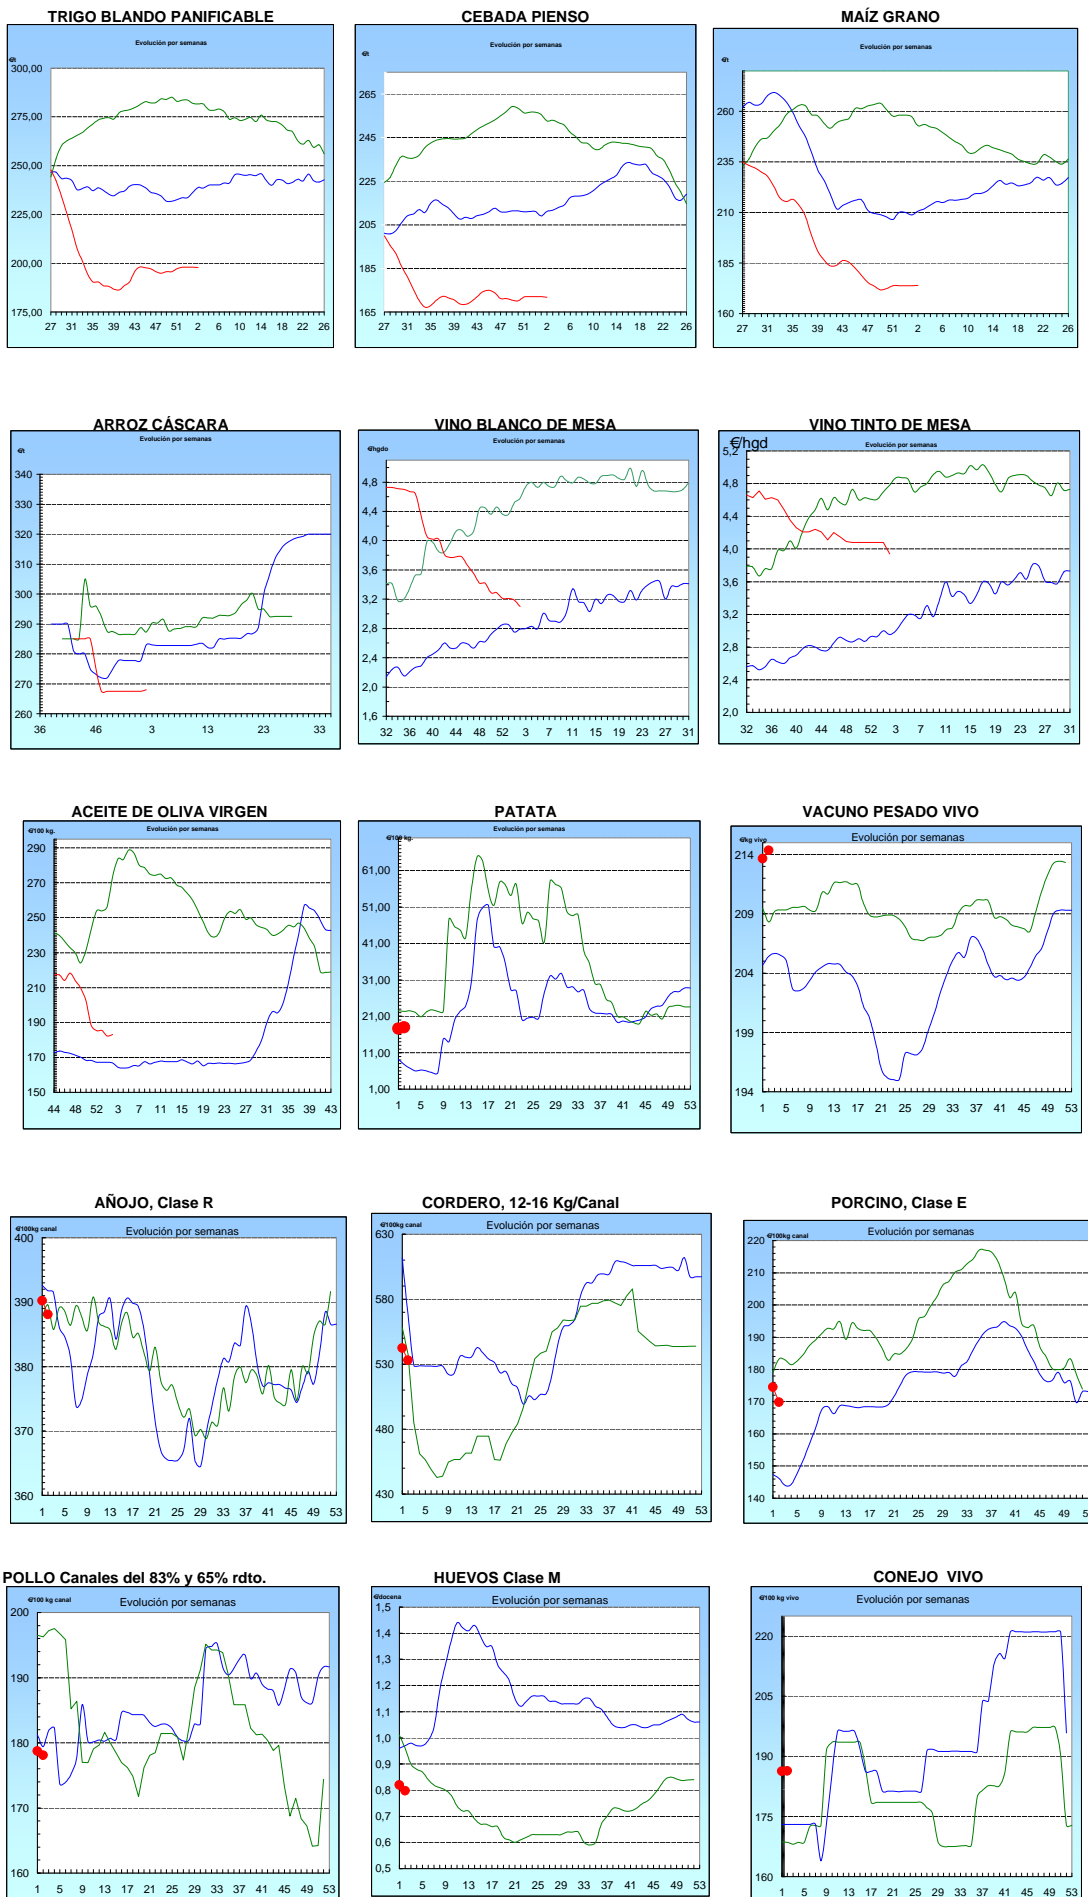 TRIGO BLANDO PANIFICABLE
Evolución por semanas
€/t
300,00
275,00
250,00
225,00
200,00
175,00
27 31 35 39 43 47 51 2 6 10 14 18 22 26
CEBADA PIENSO
Evolución por semanas
€/t
265
245
225
205
185
165
27 31 35 39 43 47 51 2 6 10 14 18 22 26
MAÍZ GRANO
Evolución por semanas
€/t
260
235
210
185
160
27 31 35 39 43 47 51 2 6 10 14 18 22 26
ARROZ CÁSCARA
Evolución por semanas
€/t
340
330
320
310
300
290
280
270
260
36 46 3 13 23 33
VINO BLANCO DE MESA
Evolución por semanas
€/hgdo
4,8
4,4
4,0
3,6
3,2
2,8
2,4
2,0
1,6
32 36 40 44 48 52 3 7 11 15 19 23 27 31
VINO TINTO DE MESA
Evolución por semanas
€/hgd
5,2
4,8
4,4
4,0
3,6
3,2
2,8
2,4
2,0
32 36 40 44 48 52 3 7 11 15 19 23 27 31
ACEITE DE OLIVA VIRGEN
Evolución por semanas
€/100 kg.
290
270
250
230
210
190
170
150
44 48 52 3 7 11 15 19 23 27 31 35 39 43
PATATA
Evolución por semanas
€/100 kg.
61,00
51,00
41,00
31,00
21,00
11,00
1,00
1 5 9 13 17 21 25 29 33 37 41 45 49 53
VACUNO PESADO VIVO
Evolución por semanas
€/kg vivo
214
209
204
199
194
1 5 9 13 17 21 25 29 33 37 41 45 49 53
AÑOJO, Clase R
€/100kg canal
Evolución por semanas
400
390
380
370
360
1 5 9 13 17 21 25 29 33 37 41 45 49 53
CORDERO, 12-16 Kg/Canal
€/100kg canal
Evolución por semanas
630
580
530
480
430
1 5 9 13 17 21 25 29 33 37 41 45 49 53
PORCINO, Clase E
€/100kg canal
Evolución por semanas
220
210
200
190
180
170
160
150
140
1 5 9 13 17 21 25 29 33 37 41 45 49
POLLO Canales del 83% y 65% rdto.
€/100 kg canal
Evolución por semanas
200
190
180
170
160
1 5 9 13 17 21 25 29 33 37 41 45 49 53
HUEVOS Clase M
€/docena
Evolución por semanas
1,5
1,4
1,3
1,2
1,1
1,0
0,9
0,8
0,7
0,6
0,5
1 5 9 13 17 21 25 29 33 37 41 45 49 53
CONEJO VIVO
€/100 kg vivo
Evolución por semanas
220
205
190
175
160
1 5 9 13 17 21 25 29 33 37 41 45 49 53